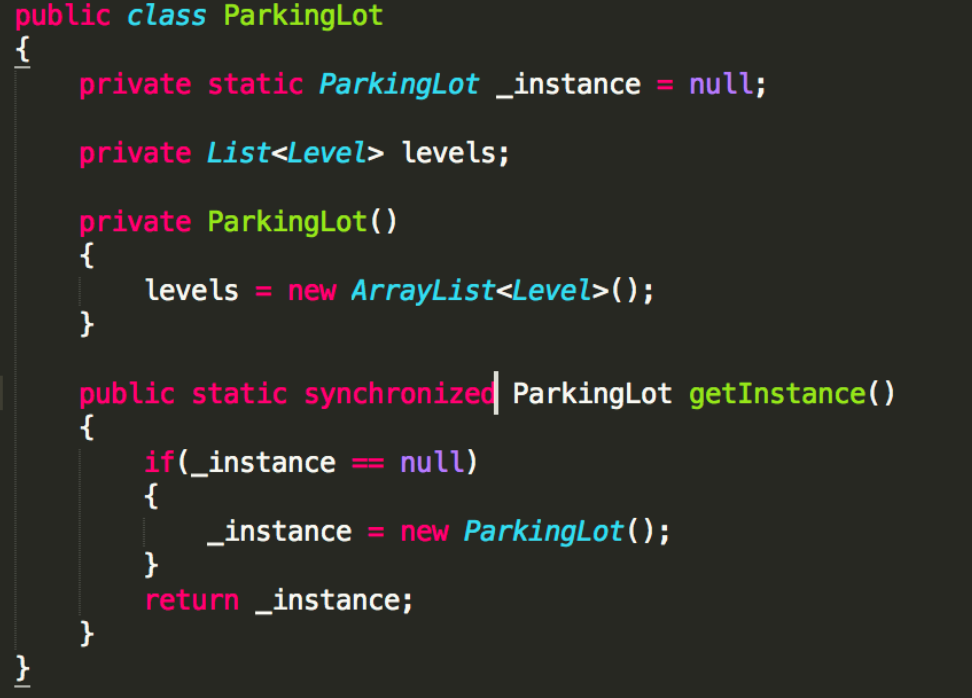 public class ParkingLot
{
    private static ParkingLot _instance = null;
    private List<Level> levels;
    private ParkingLot()
    {
        levels = new ArrayList<Level>();
    }
    public static synchronized ParkingLot getInstance()
    {
        if(_instance == null)
        {
            _instance = new ParkingLot();
        }
        return _instance;
    }
}